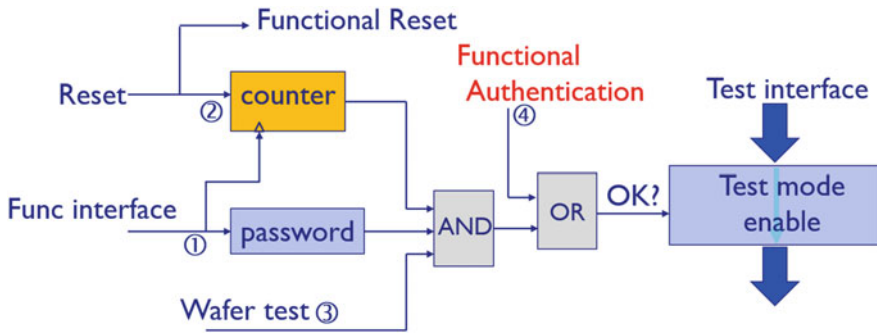 Functional Reset
Functional
Authentication
④
Reset
②
counter
Test interface
Func interface
①
password
AND
OR
OK?
Test mode
enable
Wafer test ③